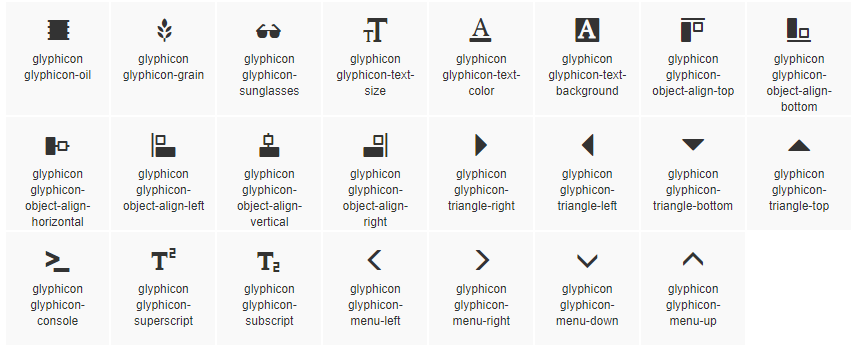 glyphicon
glyphicon-oil
glyphicon
glyphicon-grain
glyphicon
glyphicon-
sunglasses
glyphicon
glyphicon-text-
size
glyphicon
glyphicon-text-
color
glyphicon
glyphicon-text-
background
glyphicon
glyphicon-
object-align-top
glyphicon
glyphicon-
object-align-
bottom
glyphicon
glyphicon-
object-align-
horizontal
glyphicon
glyphicon-
object-align-left
glyphicon
glyphicon-
object-align-
vertical
glyphicon
glyphicon-
object-align-
right
glyphicon
glyphicon-
triangle-right
glyphicon
glyphicon-
triangle-left
glyphicon
glyphicon-
triangle-bottom
glyphicon
glyphicon-
triangle-top
glyphicon
glyphicon-
console
glyphicon
glyphicon-
superscript
glyphicon
glyphicon-
subscript
glyphicon
glyphicon-
menu-left
glyphicon
glyphicon-
menu-right
glyphicon
glyphicon-
menu-down
glyphicon
glyphicon-
menu-up